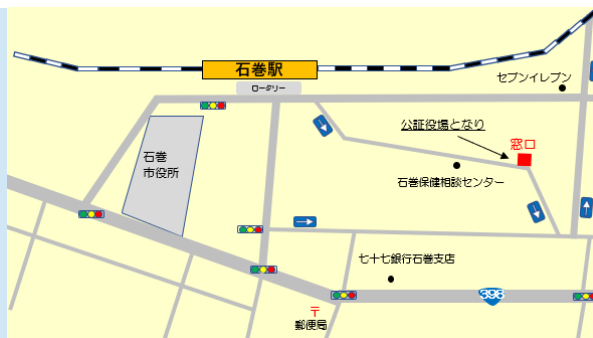 石巻駅
ロータリー
セブンイレブン
公証役場となり
窓口
石巻
市役所
石巻保健相談センター
七十七銀行石巻支店
398
〒
郵便局